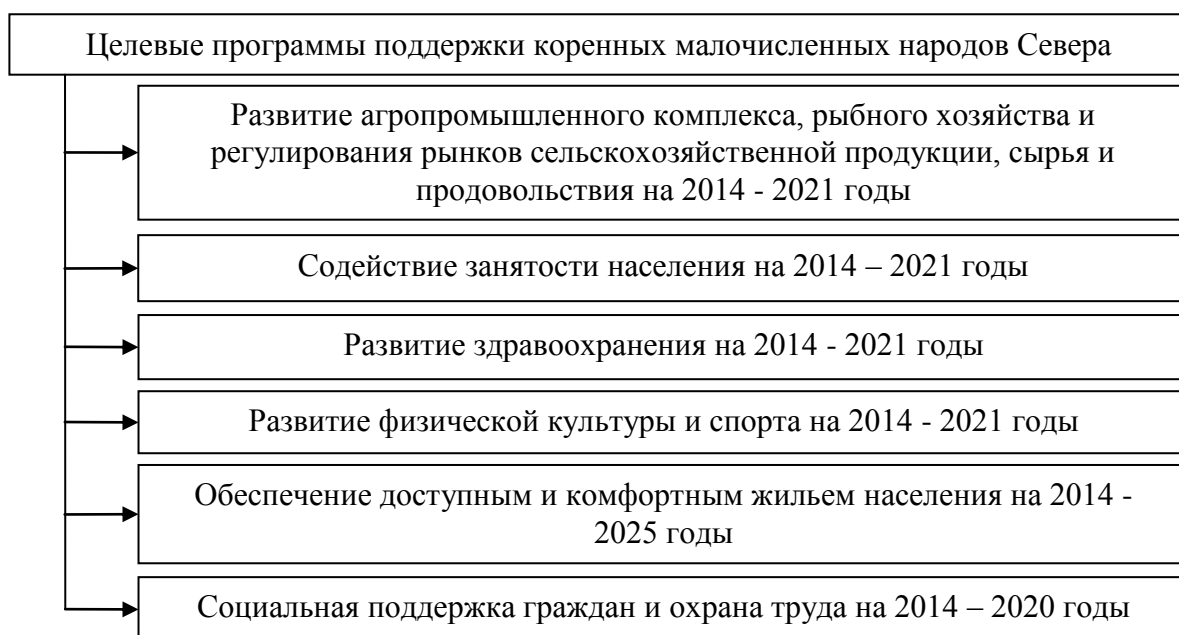 Целевые программы поддержки коренных малочисленных народов Севера
Развитие агропромышленного комплекса, рыбного хозяйства и
регулирования рынков сельскохозяйственной продукции, сырья и
продовольствия на 2014 - 2021 годы
Содействие занятости населения на 2014 – 2021 годы
Развитие здравоохранения на 2014 - 2021 годы
Развитие физической культуры и спорта на 2014 - 2021 годы
Обеспечение доступным и комфортным жильем населения на 2014 -
2025 годы
Социальная поддержка граждан и охрана труда на 2014 – 2020 годы